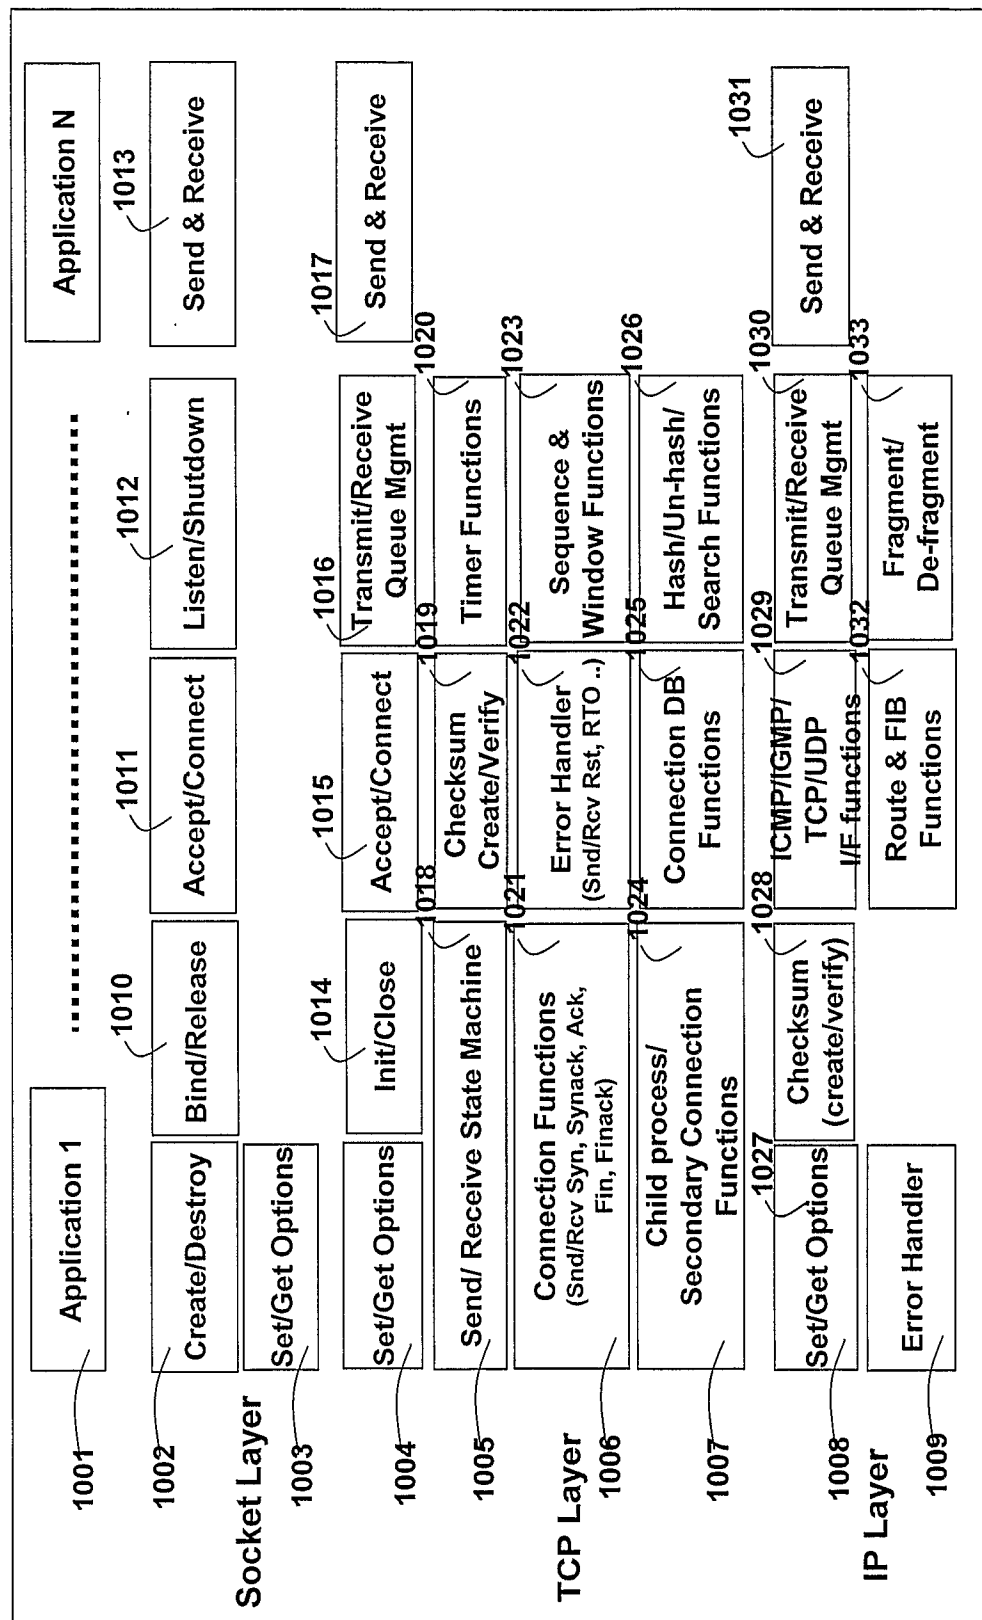 Application 1
Application N
1001
1002
Create/Destroy
1010
Bind/Release
1011
Accept/Connect
1012
Listen/Shutdown
1013
Send & Receive
Socket Layer
1003
Set/Get Options
1004
Set/Get Options
1014
Init/Close
1015
Accept/Connect
1016
Transmit/Receive
Queue Mgmt
1017
Send & Receive
1005
Send/ Receive State Machine
1018
Checksum
Create/Verify
1019
Timer Functions
1020
TCP Layer
1006
Connection Functions
(Snd/Rcv Syn, Synack, Ack,
Fin, Finack)
1021
Error Handler
(Snd/Rcv Rst, RTO ..)
1022
Sequence &
Window Functions
1023
1007
Child process/
Secondary Connection
Functions
1024
Connection DB
Functions
1025
Hash/Un-hash/
Search Functions
1026
1008
Set/Get Options
1027
Checksum
(create/verify)
1028
ICMP/IGMP/
TCP/UDP
I/F functions
1029
Transmit/Receive
Queue Mgmt
1030
Send & Receive
1031
IP Layer
1009
Error Handler
Route & FIB
Functions
1032
Fragment/
De-fragment
1033